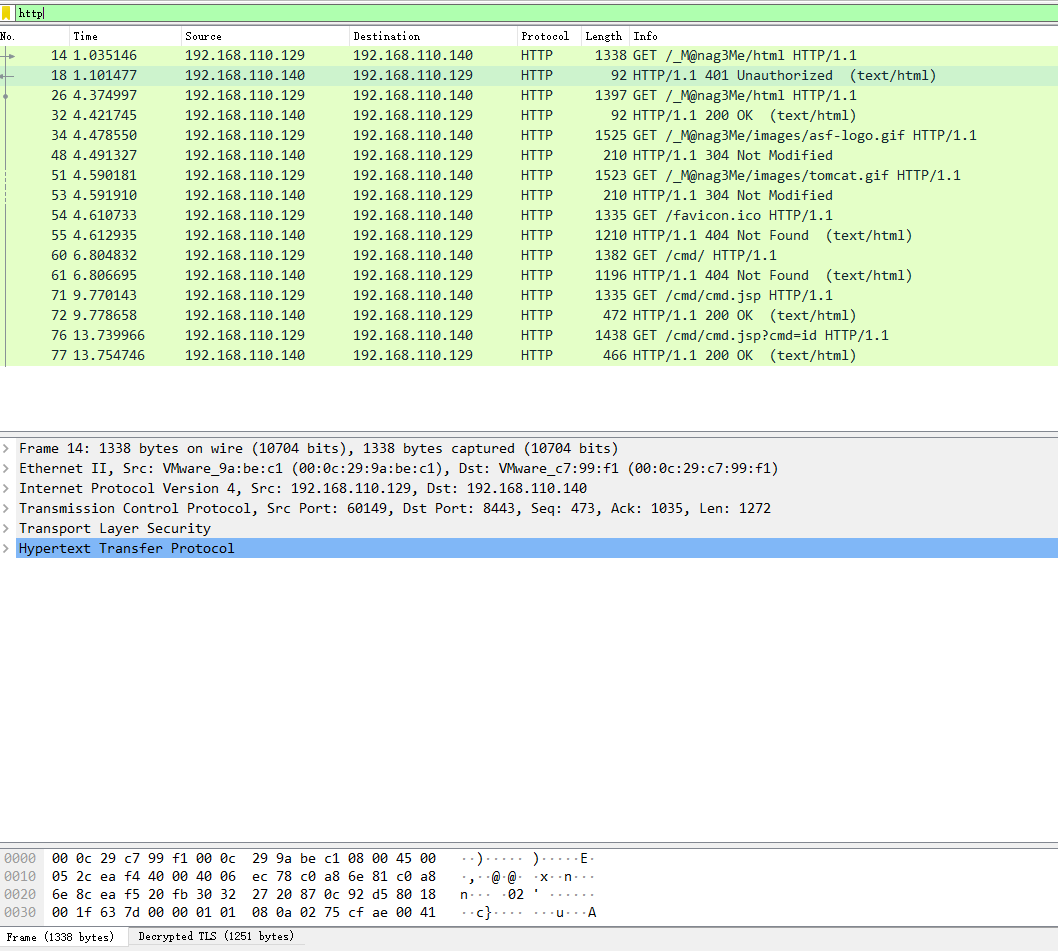 http
No. Time Source Destination Protocol Length Info
14 1.035146 192.168.110.129 192.168.110.140 HTTP 1338 GET /_M@nag3Me/html HTTP/1.1
18 1.101477 192.168.110.140 192.168.110.129 HTTP 92 HTTP/1.1 401 Unauthorized (text/html)
26 4.374997 192.168.110.129 192.168.110.140 HTTP 1397 GET /_M@nag3Me/html HTTP/1.1
32 4.421745 192.168.110.140 192.168.110.129 HTTP 92 HTTP/1.1 200 OK (text/html)
34 4.478550 192.168.110.129 192.168.110.140 HTTP 1525 GET /_M@nag3Me/images/asf-logo.gif HTTP/1.1
48 4.491327 192.168.110.140 192.168.110.129 HTTP 210 HTTP/1.1 304 Not Modified
51 4.590181 192.168.110.129 192.168.110.140 HTTP 1523 GET /_M@nag3Me/images/tomcat.gif HTTP/1.1
53 4.591910 192.168.110.140 192.168.110.129 HTTP 210 HTTP/1.1 304 Not Modified
54 4.610733 192.168.110.129 192.168.110.140 HTTP 1335 GET /favicon.ico HTTP/1.1
55 4.612935 192.168.110.140 192.168.110.129 HTTP 1210 HTTP/1.1 404 Not Found (text/html)
60 6.804832 192.168.110.129 192.168.110.140 HTTP 1382 GET /cmd/ HTTP/1.1
61 6.806695 192.168.110.140 192.168.110.129 HTTP 1196 HTTP/1.1 404 Not Found (text/html)
71 9.770143 192.168.110.129 192.168.110.140 HTTP 1335 GET /cmd/cmd.jsp HTTP/1.1
72 9.778658 192.168.110.140 192.168.110.129 HTTP 472 HTTP/1.1 200 OK (text/html)
76 13.739966 192.168.110.129 192.168.110.140 HTTP 1438 GET /cmd/cmd.jsp?cmd=id HTTP/1.1
77 13.754746 192.168.110.140 192.168.110.129 HTTP 466 HTTP/1.1 200 OK (text/html)
Frame 14: 1338 bytes on wire (10704 bits), 1338 bytes captured (10704 bits)
Ethernet II, Src: VMware_9a:be:c1 (00:0c:29:9a:be:c1), Dst: VMware_c7:99:f1 (00:0c:29:c7:99:f1)
Internet Protocol Version 4, Src: 192.168.110.129, Dst: 192.168.110.140
Transmission Control Protocol, Src Port: 60149, Dst Port: 8443, Seq: 473, Ack: 1035, Len: 1272
Transport Layer Security
Hypertext Transfer Protocol
0000 00 0c 29 c7 99 f1 00 0c 29 9a be c1 08 00 45 00 ··)····· )·····E·
0010 05 2c ea f4 40 00 40 06 ec 78 c0 a8 6e 81 c0 a8 ·,··@·@· ·x··n···
0020 6e 8c ea f5 20 fb 30 32 27 20 87 0c 92 d5 80 18 n··· ·02 ' ······
0030 00 1f 63 7d 00 00 01 01 08 0a 02 75 cf ae 00 41 ··c}···· ···u···A
Frame (1338 bytes) Decrypted TLS (1251 bytes)